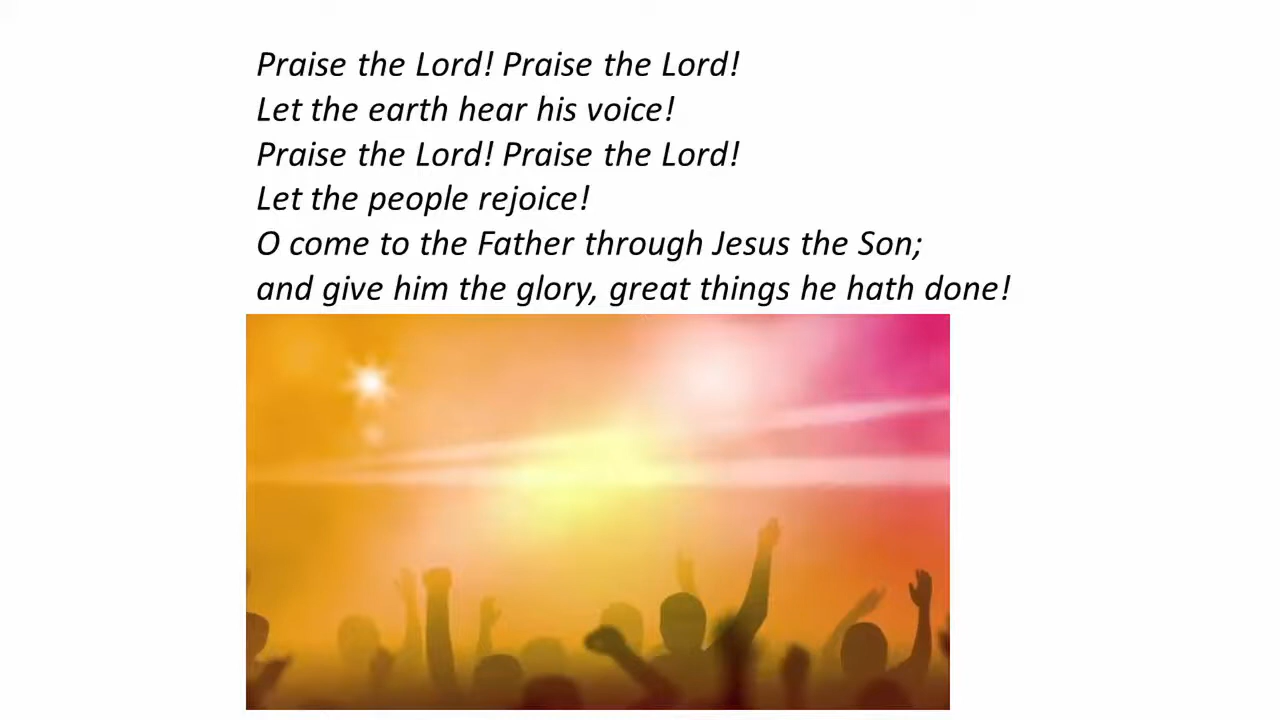 Praise the Lord! Praise the Lord!
Let the earth hear his voice!
Praise the Lord! Praise the Lord!
Let the people rejoice!
O come to the Father through Jesus the Son;
and give him the glory, great things he hath done!